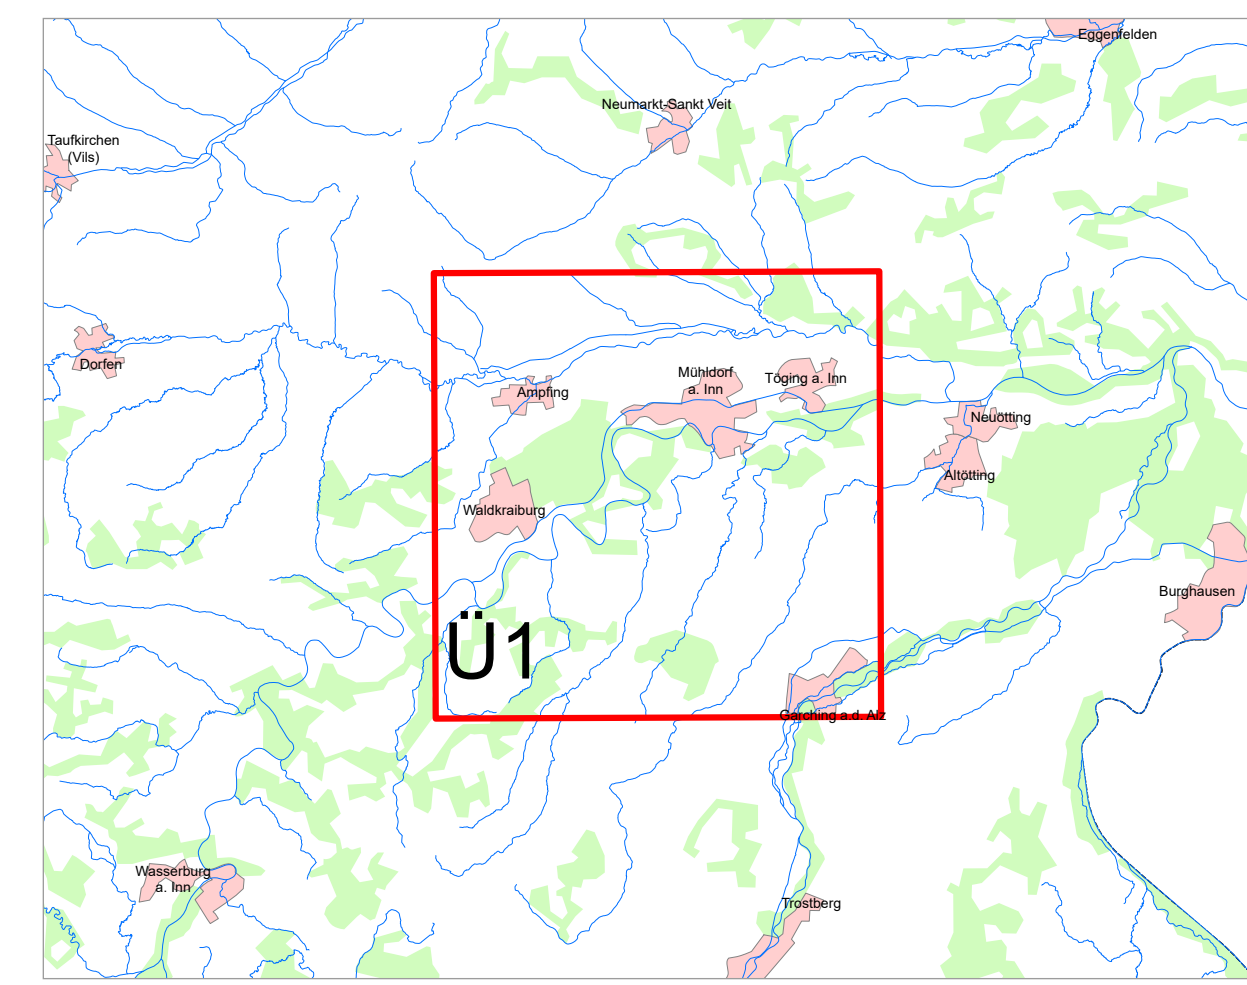 Eggenfelden
Neumarkt-Sankt Veit
Taufkirchen
(Vils)
Dorfen
Mühldorf
a. Inn
Töging a. Inn
Ampfing
Neuötting
Altötting
Waldkraiburg
Burghausen
Ü1
Garching a.d. Alz
Wasserburg
a. Inn
Trostberg